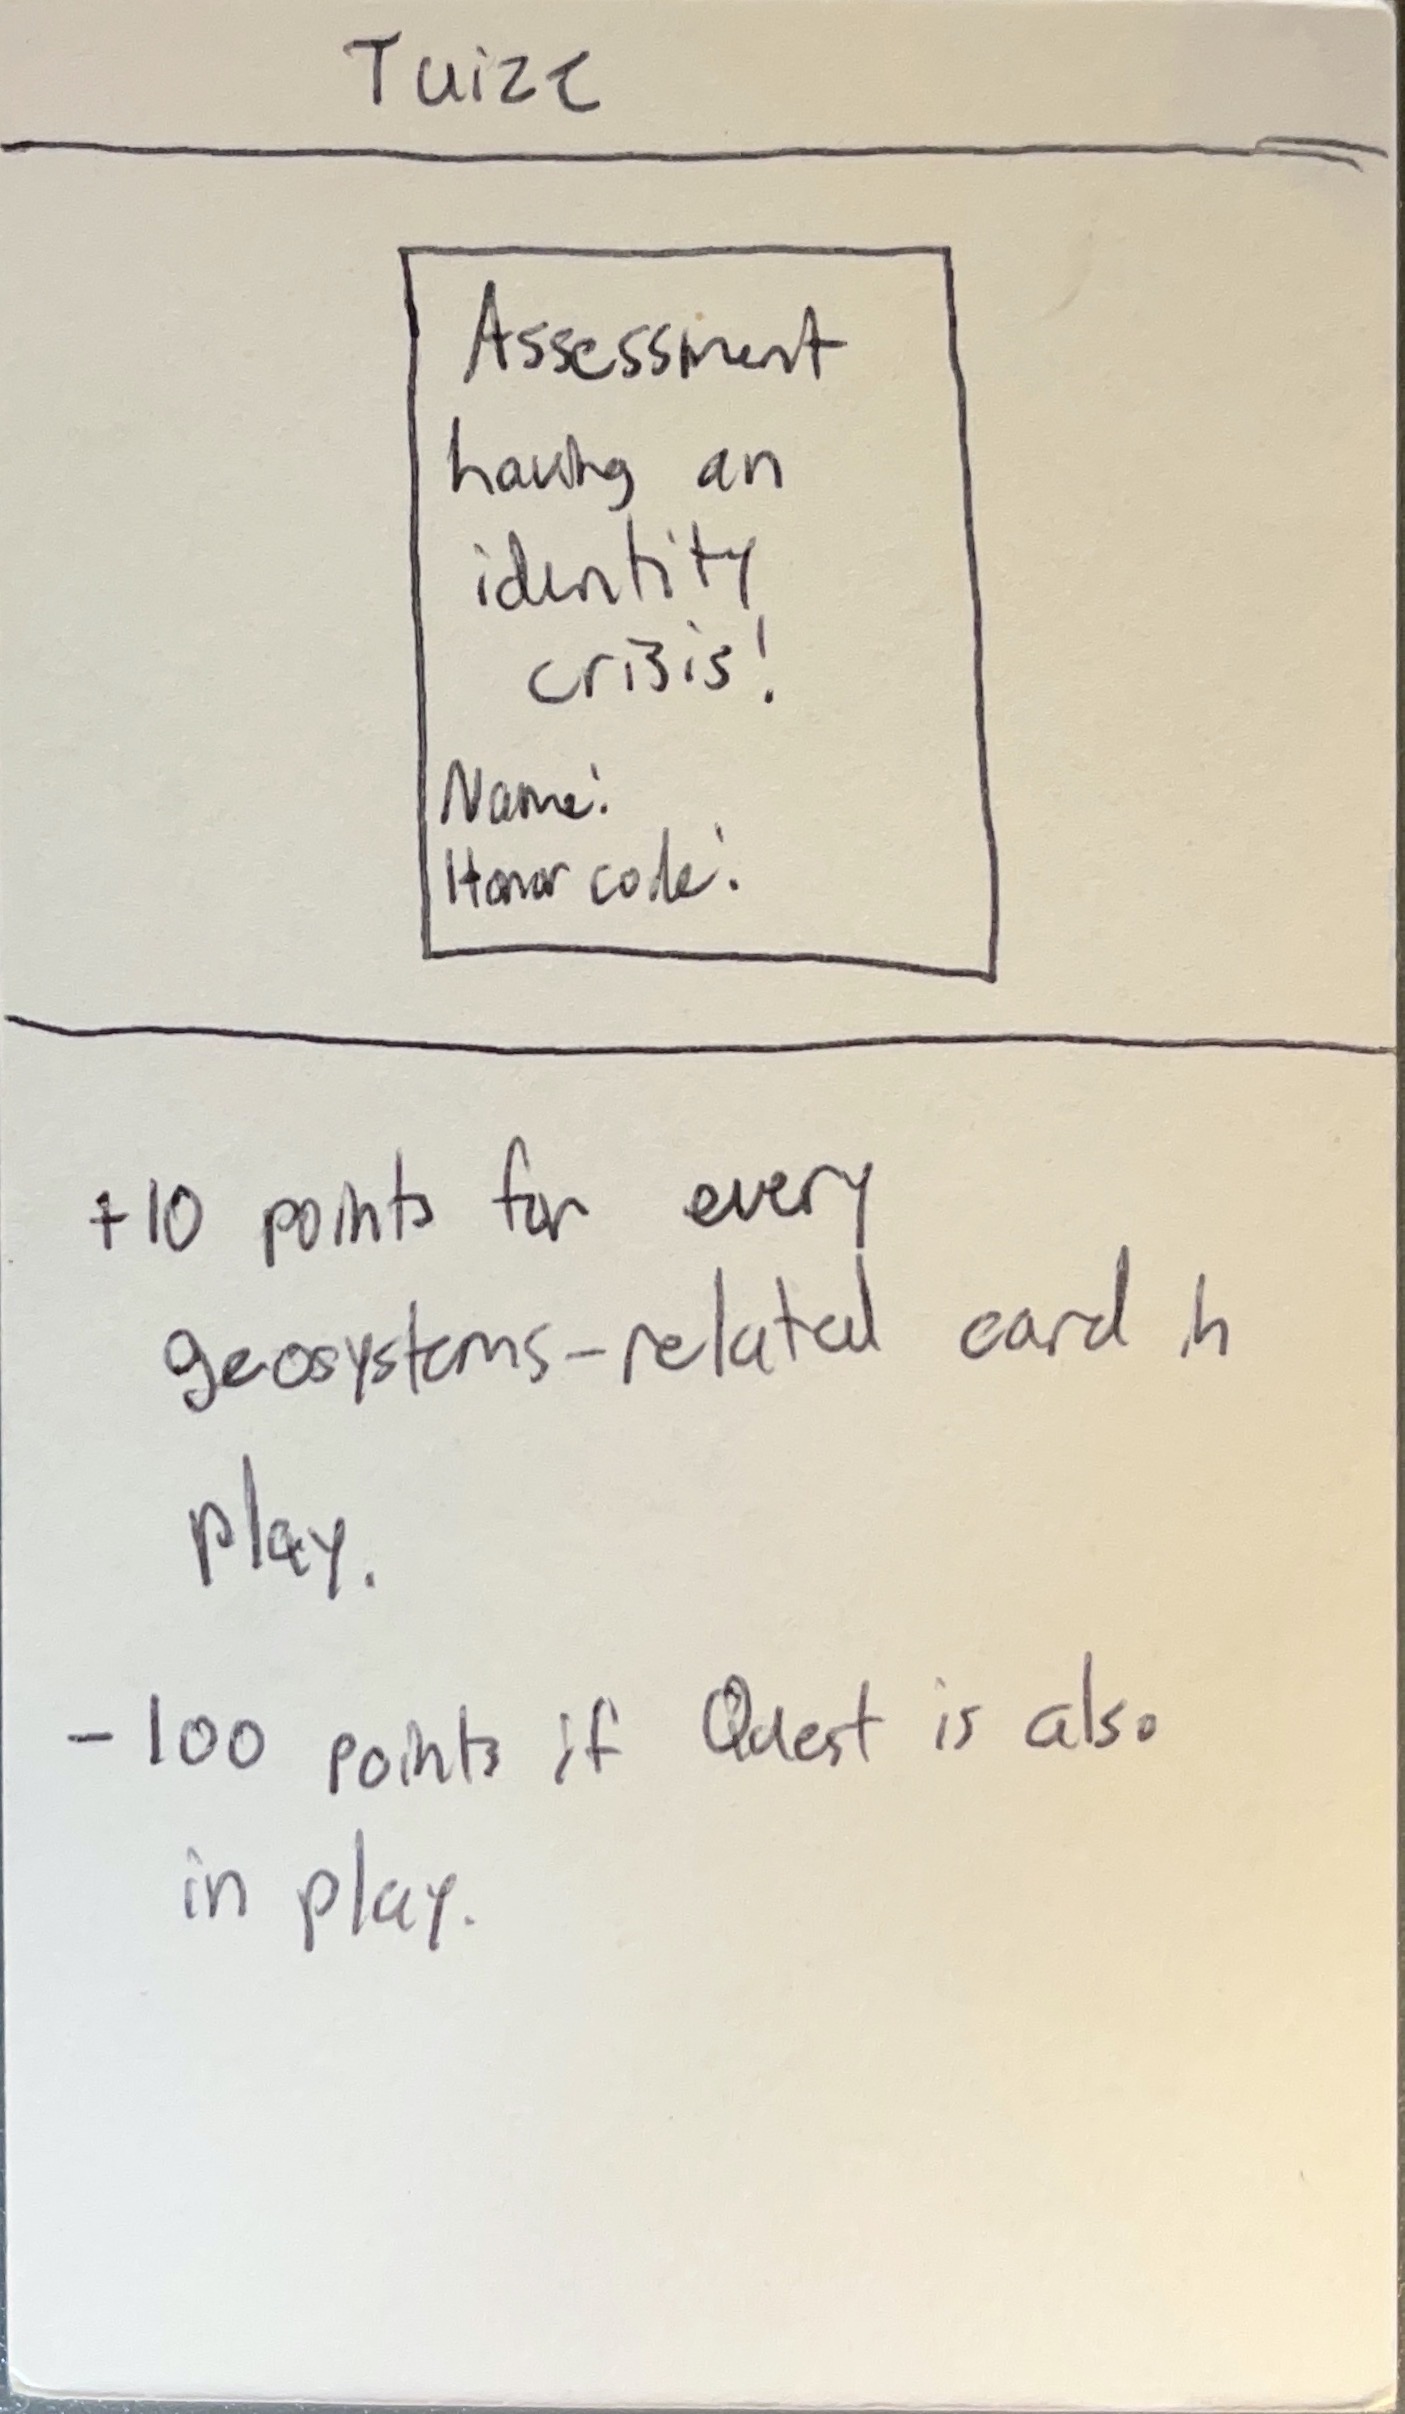 Tuize
Assessment
having an
identity
crisis!
Name:
Honor code:
+10 points for every
geosystems-related card in
play.
-100 points if Quest is also
in play.